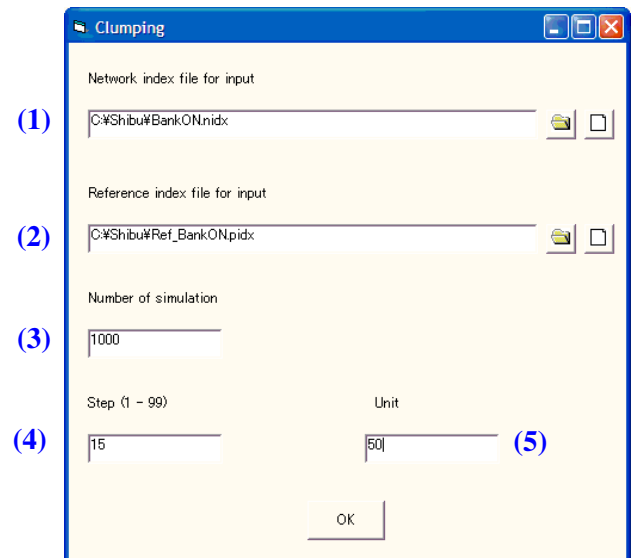 Clumping
Network index file for input
(1) C:¥Shibu¥BankON.nidx
Reference index file for input
(2) C:¥Shibu¥Ref_BankON.pidx
Number of simulation
(3) 1000
Step (1 - 99) Unit
(4) 15 50 (5)
OK